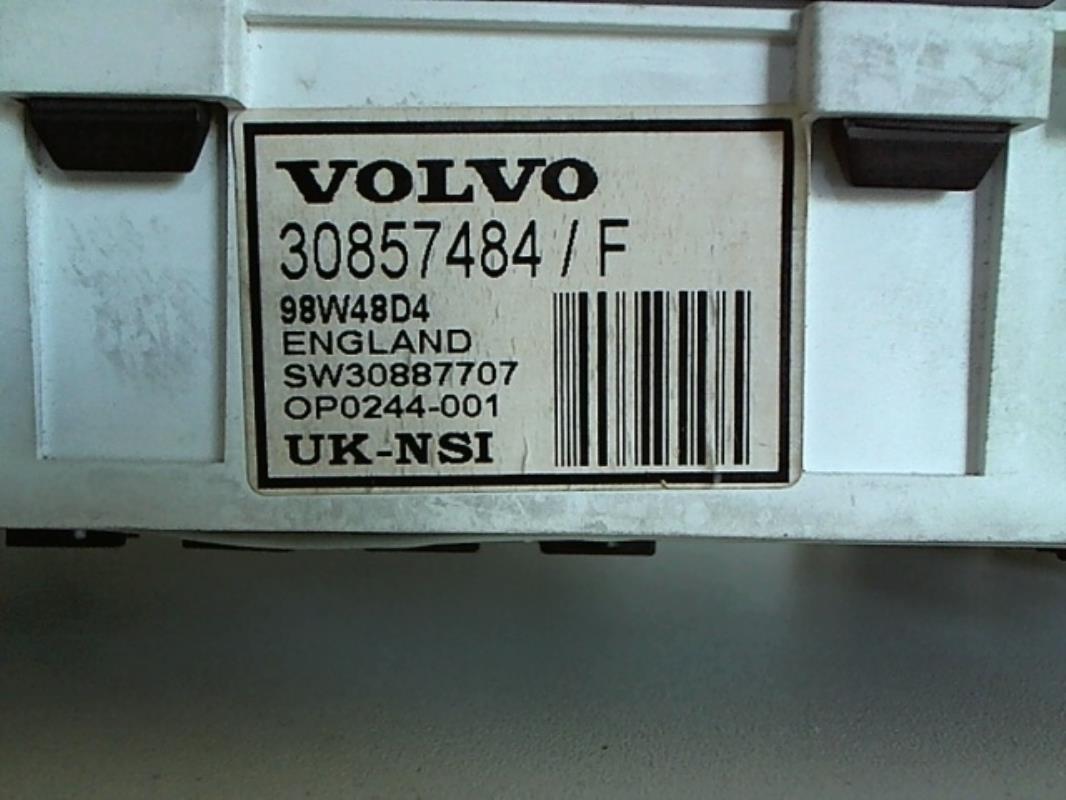 VOLVO
30857484 / F
98W48D4
ENGLAND
SW30887707
OP0244-001
UK-NSI